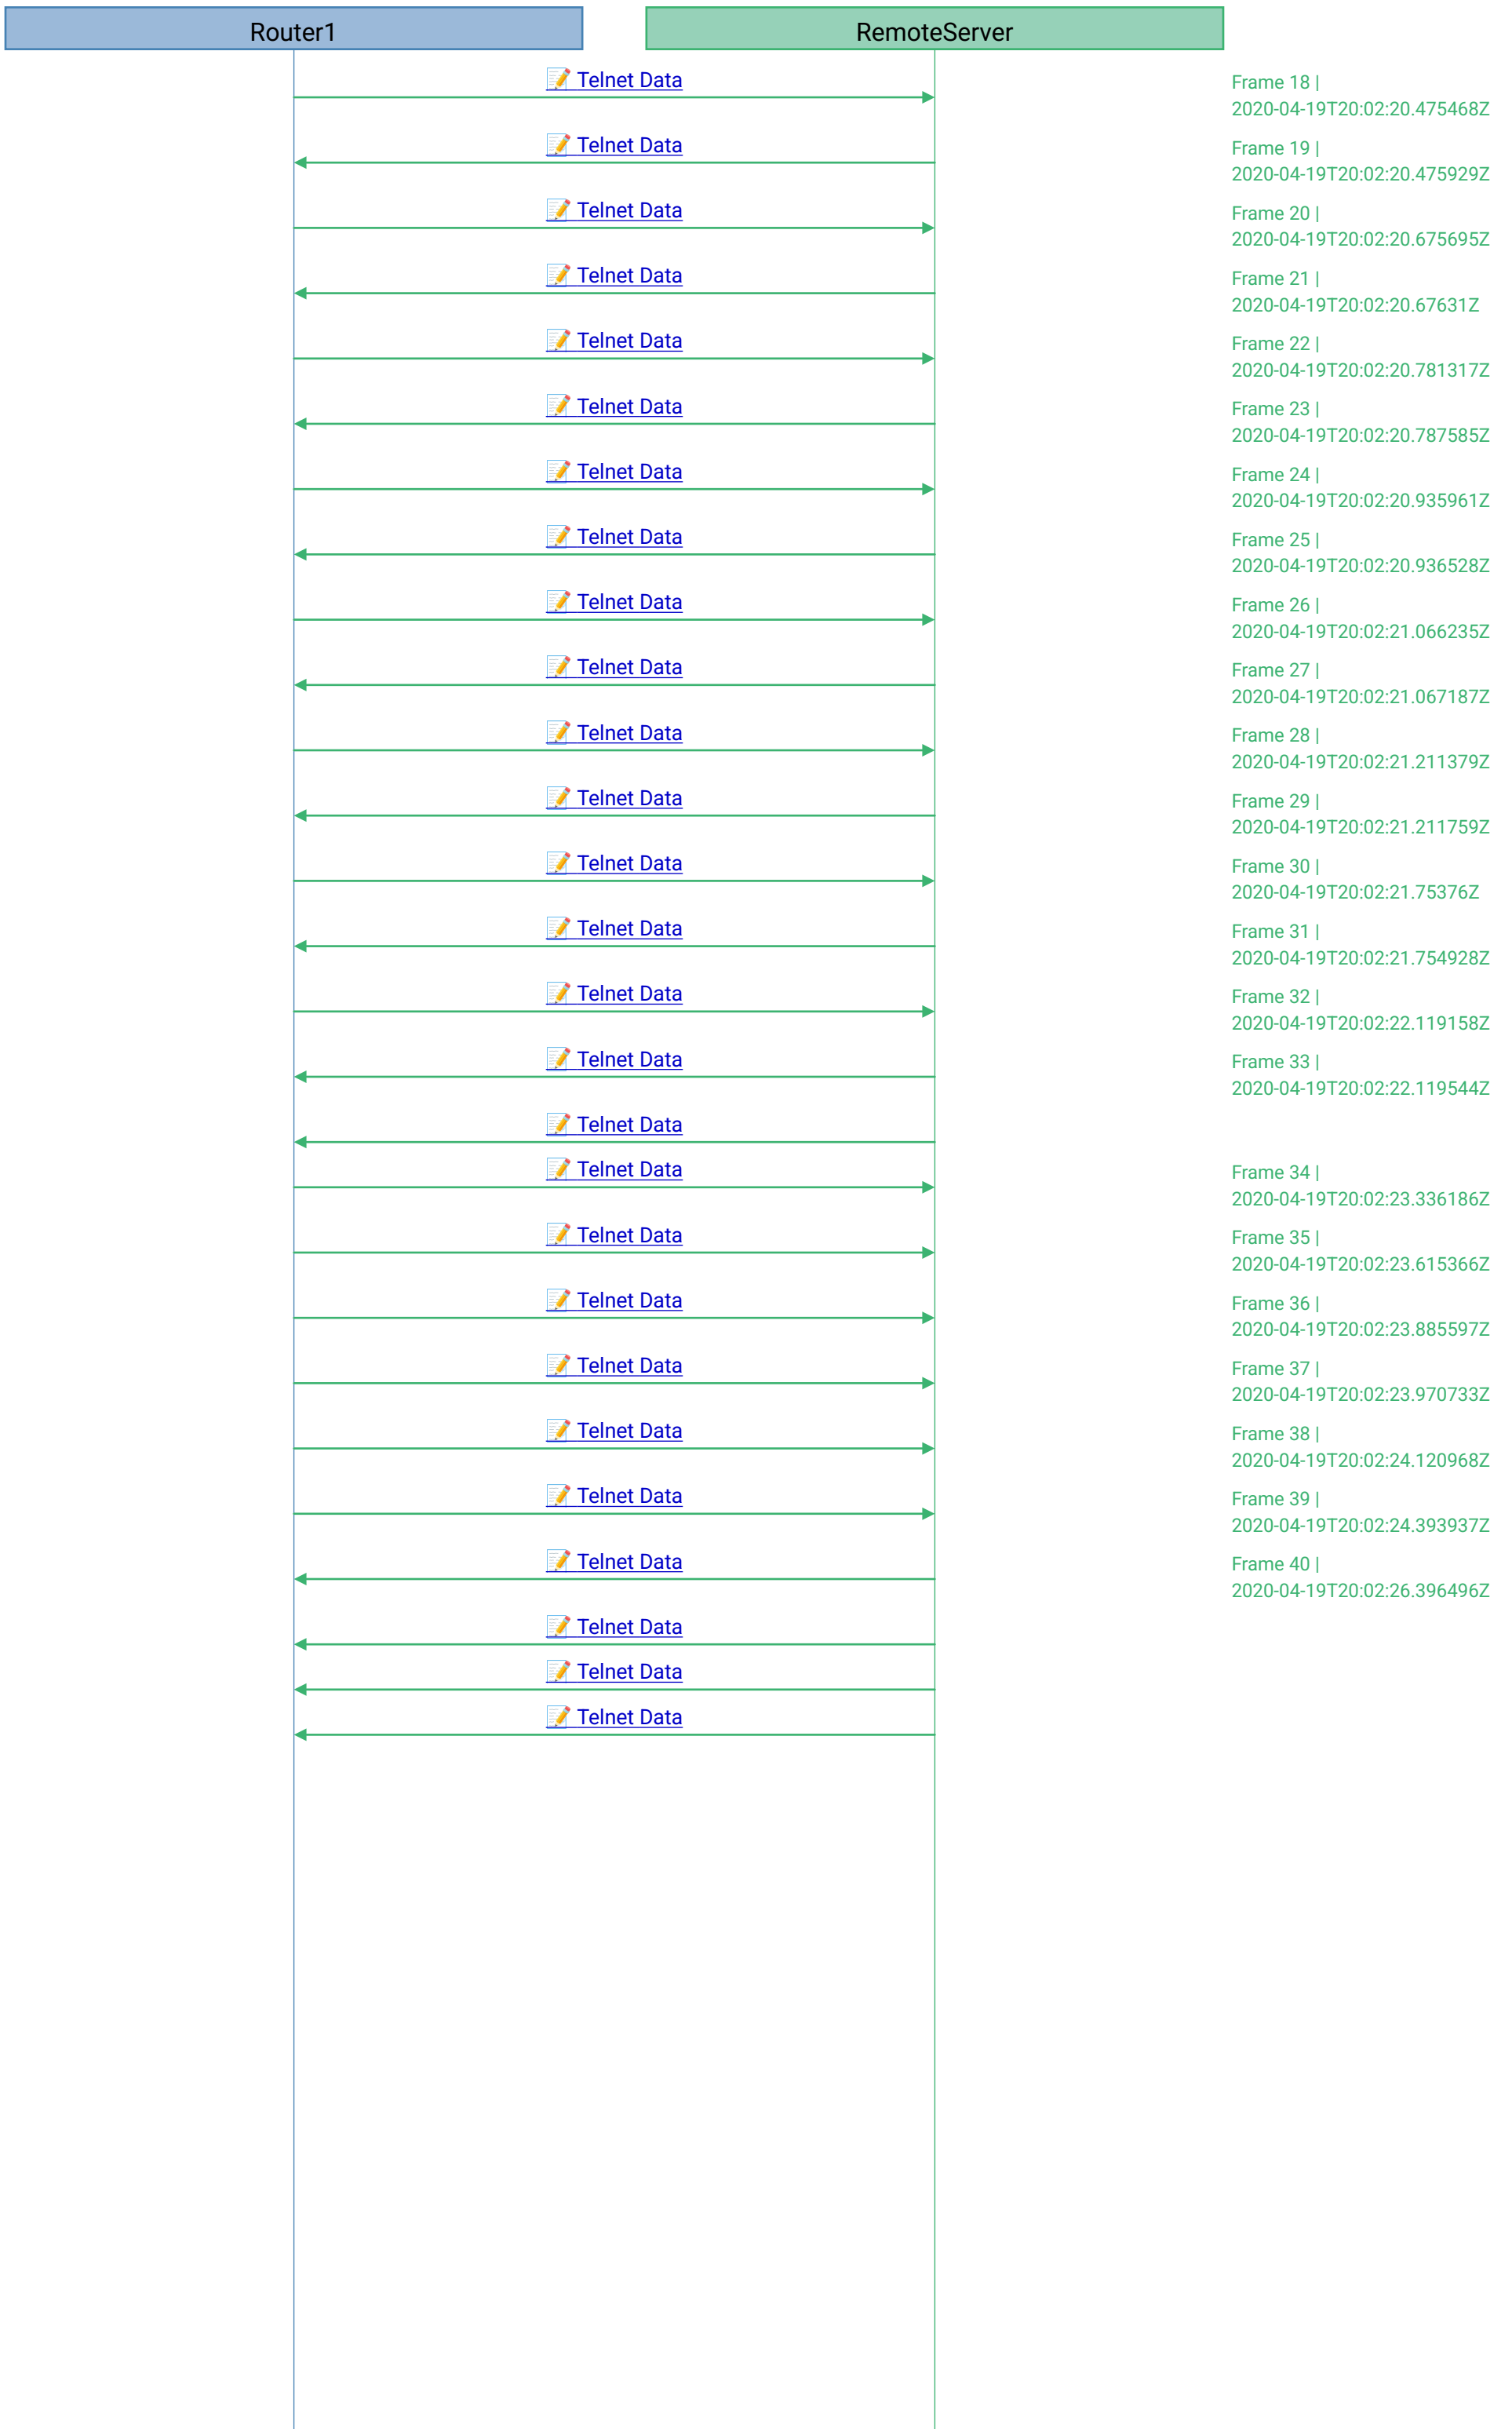 Router1
RemoteServer
Telnet Data
Frame 18 |
2020-04-19T20:02:20.475468Z
Telnet Data
Frame 19 |
2020-04-19T20:02:20.475929Z
Telnet Data
Frame 20 |
2020-04-19T20:02:20.675695Z
Telnet Data
Frame 21 |
2020-04-19T20:02:20.67631Z
Telnet Data
Frame 22 |
2020-04-19T20:02:20.781317Z
Telnet Data
Frame 23 |
2020-04-19T20:02:20.787585Z
Telnet Data
Frame 24 |
2020-04-19T20:02:20.935961Z
Telnet Data
Frame 25 |
2020-04-19T20:02:20.936528Z
Telnet Data
Frame 26 |
2020-04-19T20:02:21.066235Z
Telnet Data
Frame 27 |
2020-04-19T20:02:21.067187Z
Telnet Data
Frame 28 |
2020-04-19T20:02:21.211379Z
Telnet Data
Frame 29 |
2020-04-19T20:02:21.211759Z
Telnet Data
Frame 30 |
2020-04-19T20:02:21.75376Z
Telnet Data
Frame 31 |
2020-04-19T20:02:21.754928Z
Telnet Data
Frame 32 |
2020-04-19T20:02:22.119158Z
Telnet Data
Frame 33 |
2020-04-19T20:02:22.119544Z
Telnet Data
Telnet Data
Frame 34 |
2020-04-19T20:02:23.336186Z
Telnet Data
Frame 35 |
2020-04-19T20:02:23.615366Z
Telnet Data
Frame 36 |
2020-04-19T20:02:23.885597Z
Telnet Data
Frame 37 |
2020-04-19T20:02:23.970733Z
Telnet Data
Frame 38 |
2020-04-19T20:02:24.120968Z
Telnet Data
Frame 39 |
2020-04-19T20:02:24.393937Z
Telnet Data
Frame 40 |
2020-04-19T20:02:26.396496Z
Telnet Data
Telnet Data
Telnet Data